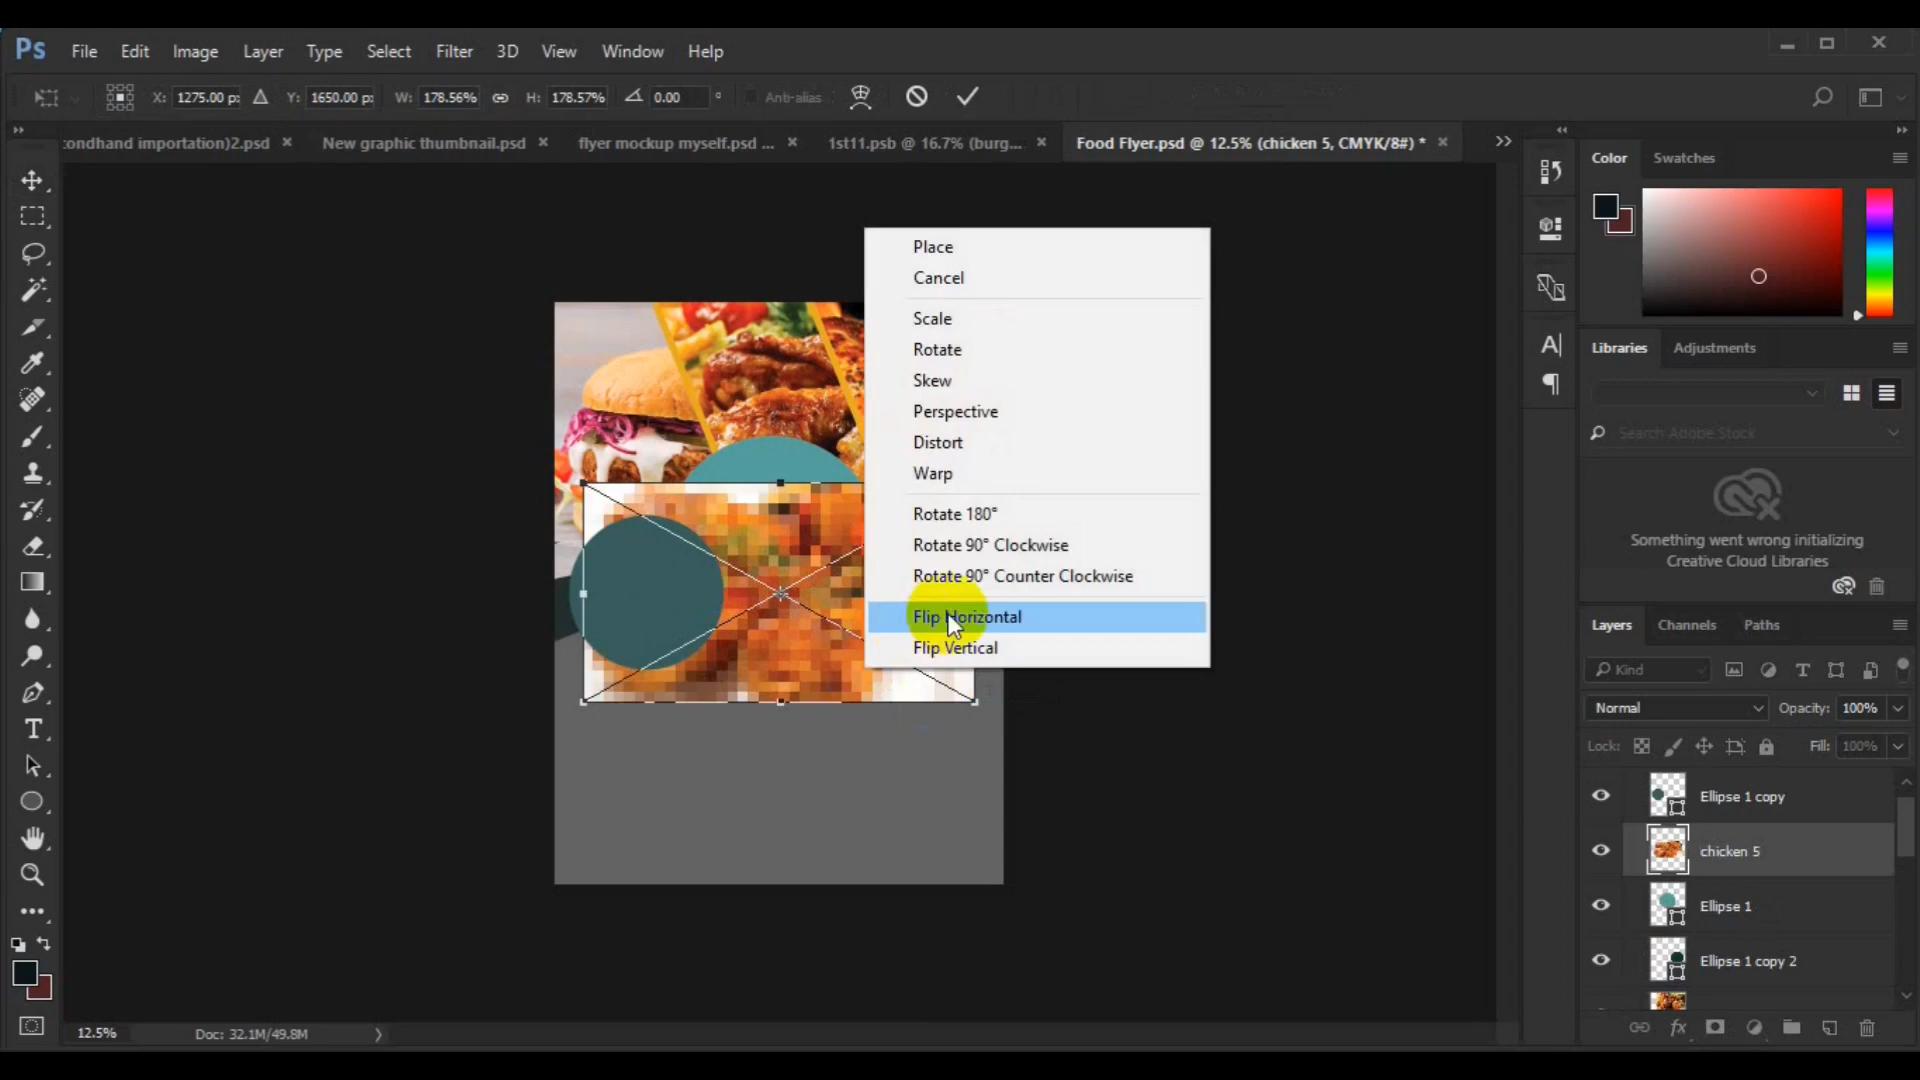 Ps File Edit Image Layer Type Select Filter 3D View Window Help
X: 1275.00 p: Y: 1650.00 p: W: 178.56% H: 178.57% 0.00 ° Anti-alias
condhand importation)2.psd × New graphic thumbnail.psd × flyer mockup myself.psd ... × 1st11.psb @ 16.7% (burg... × Food Flyer.psd @ 12.5% (chicken 5, CMYK/8#) * ×
Color Swatches
Place
Cancel
Scale
Rotate
Skew
Perspective
Distort
Warp
Rotate 180°
Rotate 90° Clockwise
Rotate 90° Counter Clockwise
Flip Horizontal
Flip Vertical
Libraries Adjustments
Search Adobe Stock
Something went wrong initializing
Creative Cloud Libraries
Layers Channels Paths
Kind
Normal Opacity: 100%
Lock: Fill: 100%
Ellipse 1 copy
chicken 5
Ellipse 1
Ellipse 1 copy 2
fx
12.5% Doc: 32.1M/49.8M